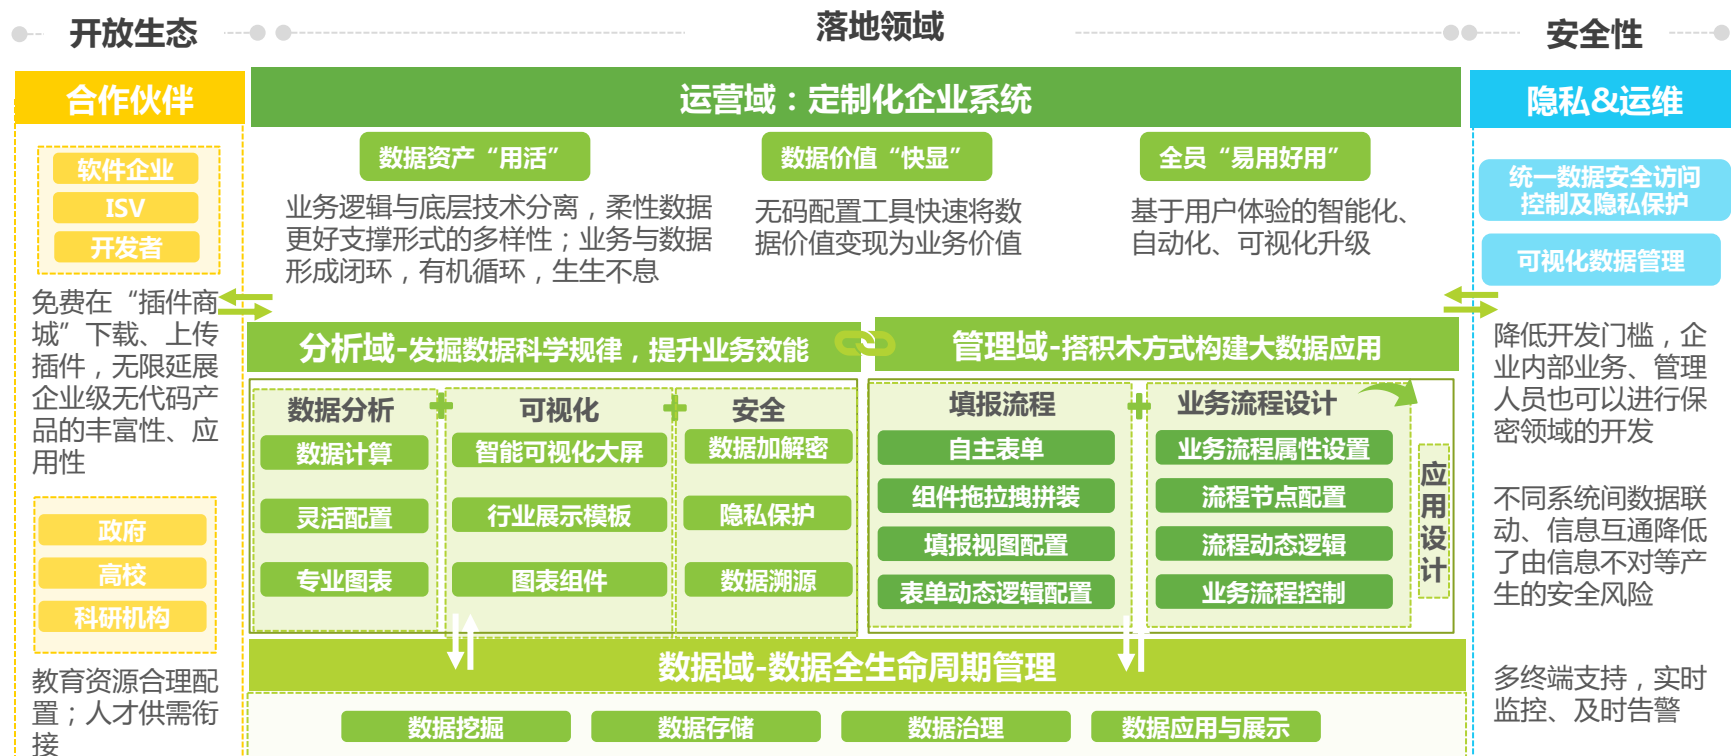 开放生态
落地领域
安全性
合作伙伴
软件企业
ISV
开发者
免费在“插件商
城”下载、上传
插件，无限延展
企业级无代码产
品的丰富性、应
用性
政府
高校
科研机构
教育资源合理配
置；人才供需衔
接
运营域：定制化企业系统
数据资产“用活”
业务逻辑与底层技术分离，柔性数据
更好支撑形式的多样性；业务与数据
形成闭环，有机循环，生生不息
数据价值“快显”
无码配置工具快速将数
据价值变现为业务价值
全员“易用好用”
基于用户体验的智能化、
自动化、可视化升级
分析域-发掘数据科学规律，提升业务效能
数据分析
数据计算
灵活配置
专业图表
可视化
智能可视化大屏
行业展示模板
图表组件
安全
数据加解密
隐私保护
数据溯源
管理域-搭积木方式构建大数据应用
填报流程
自主表单
组件拖拉拽拼装
填报视图配置
表单动态逻辑配置
业务流程设计
业务流程属性设置
流程节点配置
流程动态逻辑
业务流程控制
应
用
设
计
数据域-数据全生命周期管理
数据挖掘
数据存储
数据治理
数据应用与展示
隐私&运维
统一数据安全访问
控制及隐私保护
可视化数据管理
降低开发门槛，企
业内部业务、管理
人员也可以进行保
密领域的开发
不同系统间数据联
动、信息互通降低
了由信息不对等产
生的安全风险
多终端支持，实时
监控、及时告警